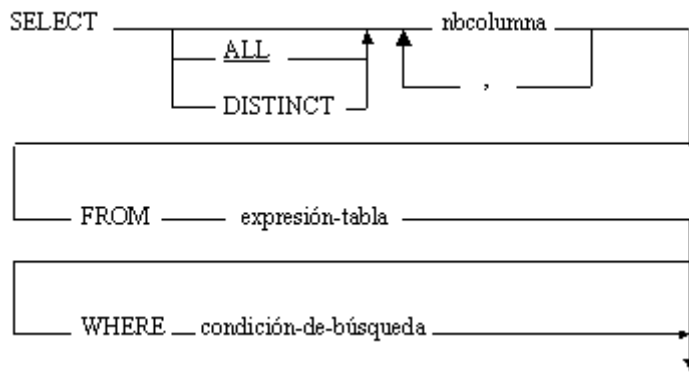 SELECT nbcolumna
ALL
,
DISTINCT
FROM expresión-tabla
WHERE condición-de-búsqueda